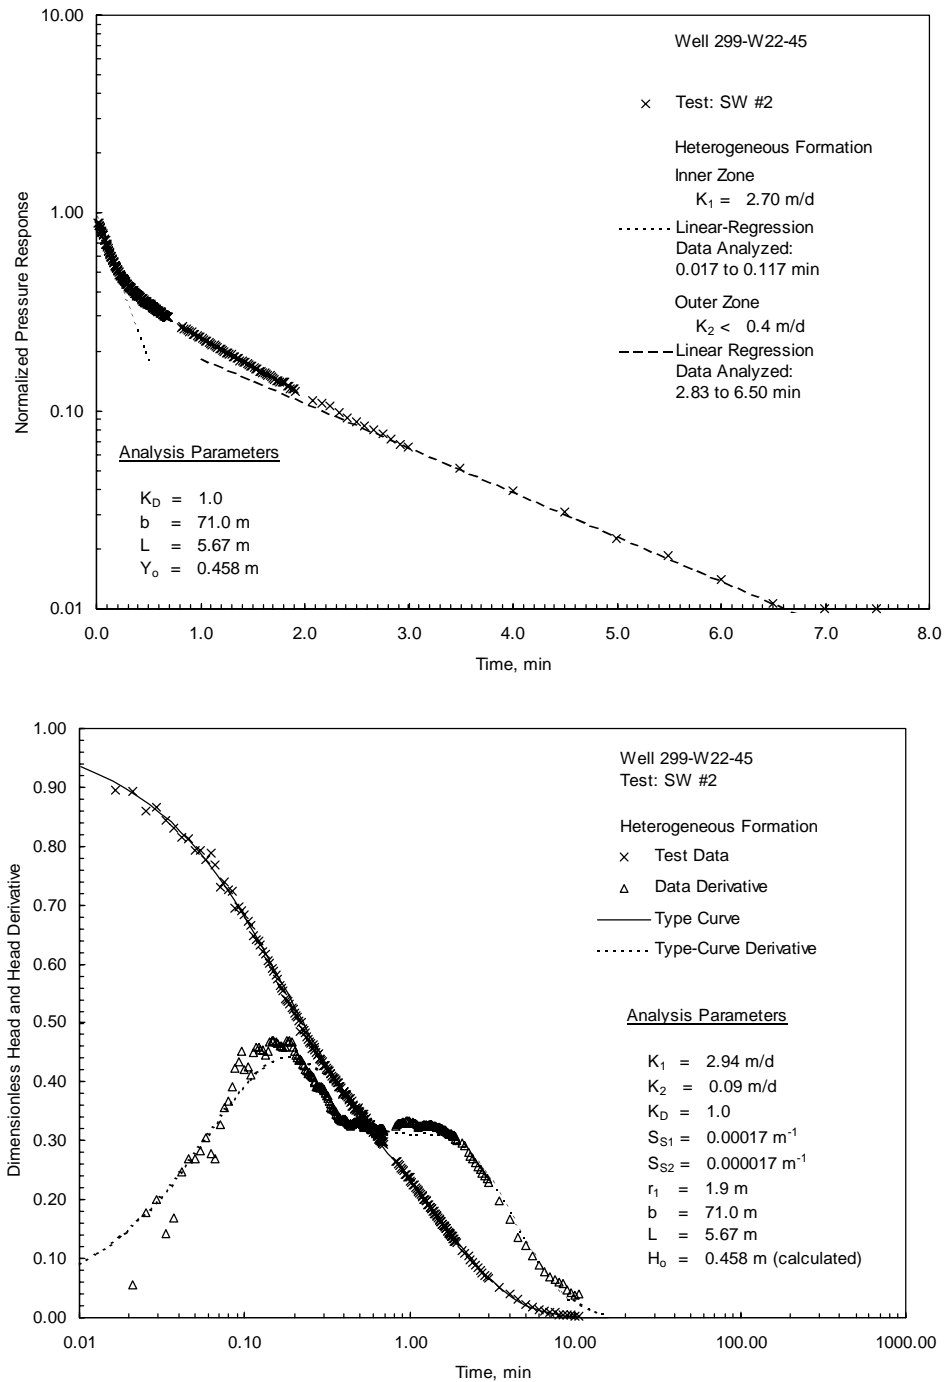 10.00
1.00
0.10
0.01
Normalized Pressure Response
0.0 1.0 2.0 3.0 4.0 5.0 6.0 7.0 8.0
Time, min
Well 299-W22-45
× Test: SW #2
Heterogeneous Formation
Inner Zone
K₁ = 2.70 m/d
Linear-Regression
Data Analyzed:
0.017 to 0.117 min
Outer Zone
K₂ < 0.4 m/d
Linear Regression
Data Analyzed:
2.83 to 6.50 min
Analysis Parameters
K_D = 1.0
b = 71.0 m
L = 5.67 m
Y₀ = 0.458 m
1.00
0.90
0.80
0.70
0.60
0.50
0.40
0.30
0.20
0.10
0.00
Dimensionless Head and Head Derivative
0.01 0.10 1.00 10.00 100.00 1000.00
Time, min
Well 299-W22-45
Test: SW #2
Heterogeneous Formation
× Test Data
Δ Data Derivative
Type Curve
Type-Curve Derivative
Analysis Parameters
K₁ = 2.94 m/d
K₂ = 0.09 m/d
K_D = 1.0
S_S1 = 0.00017 m⁻¹
S_S2 = 0.000017 m⁻¹
r₁ = 1.9 m
b = 71.0 m
L = 5.67 m
H₀ = 0.458 m (calculated)